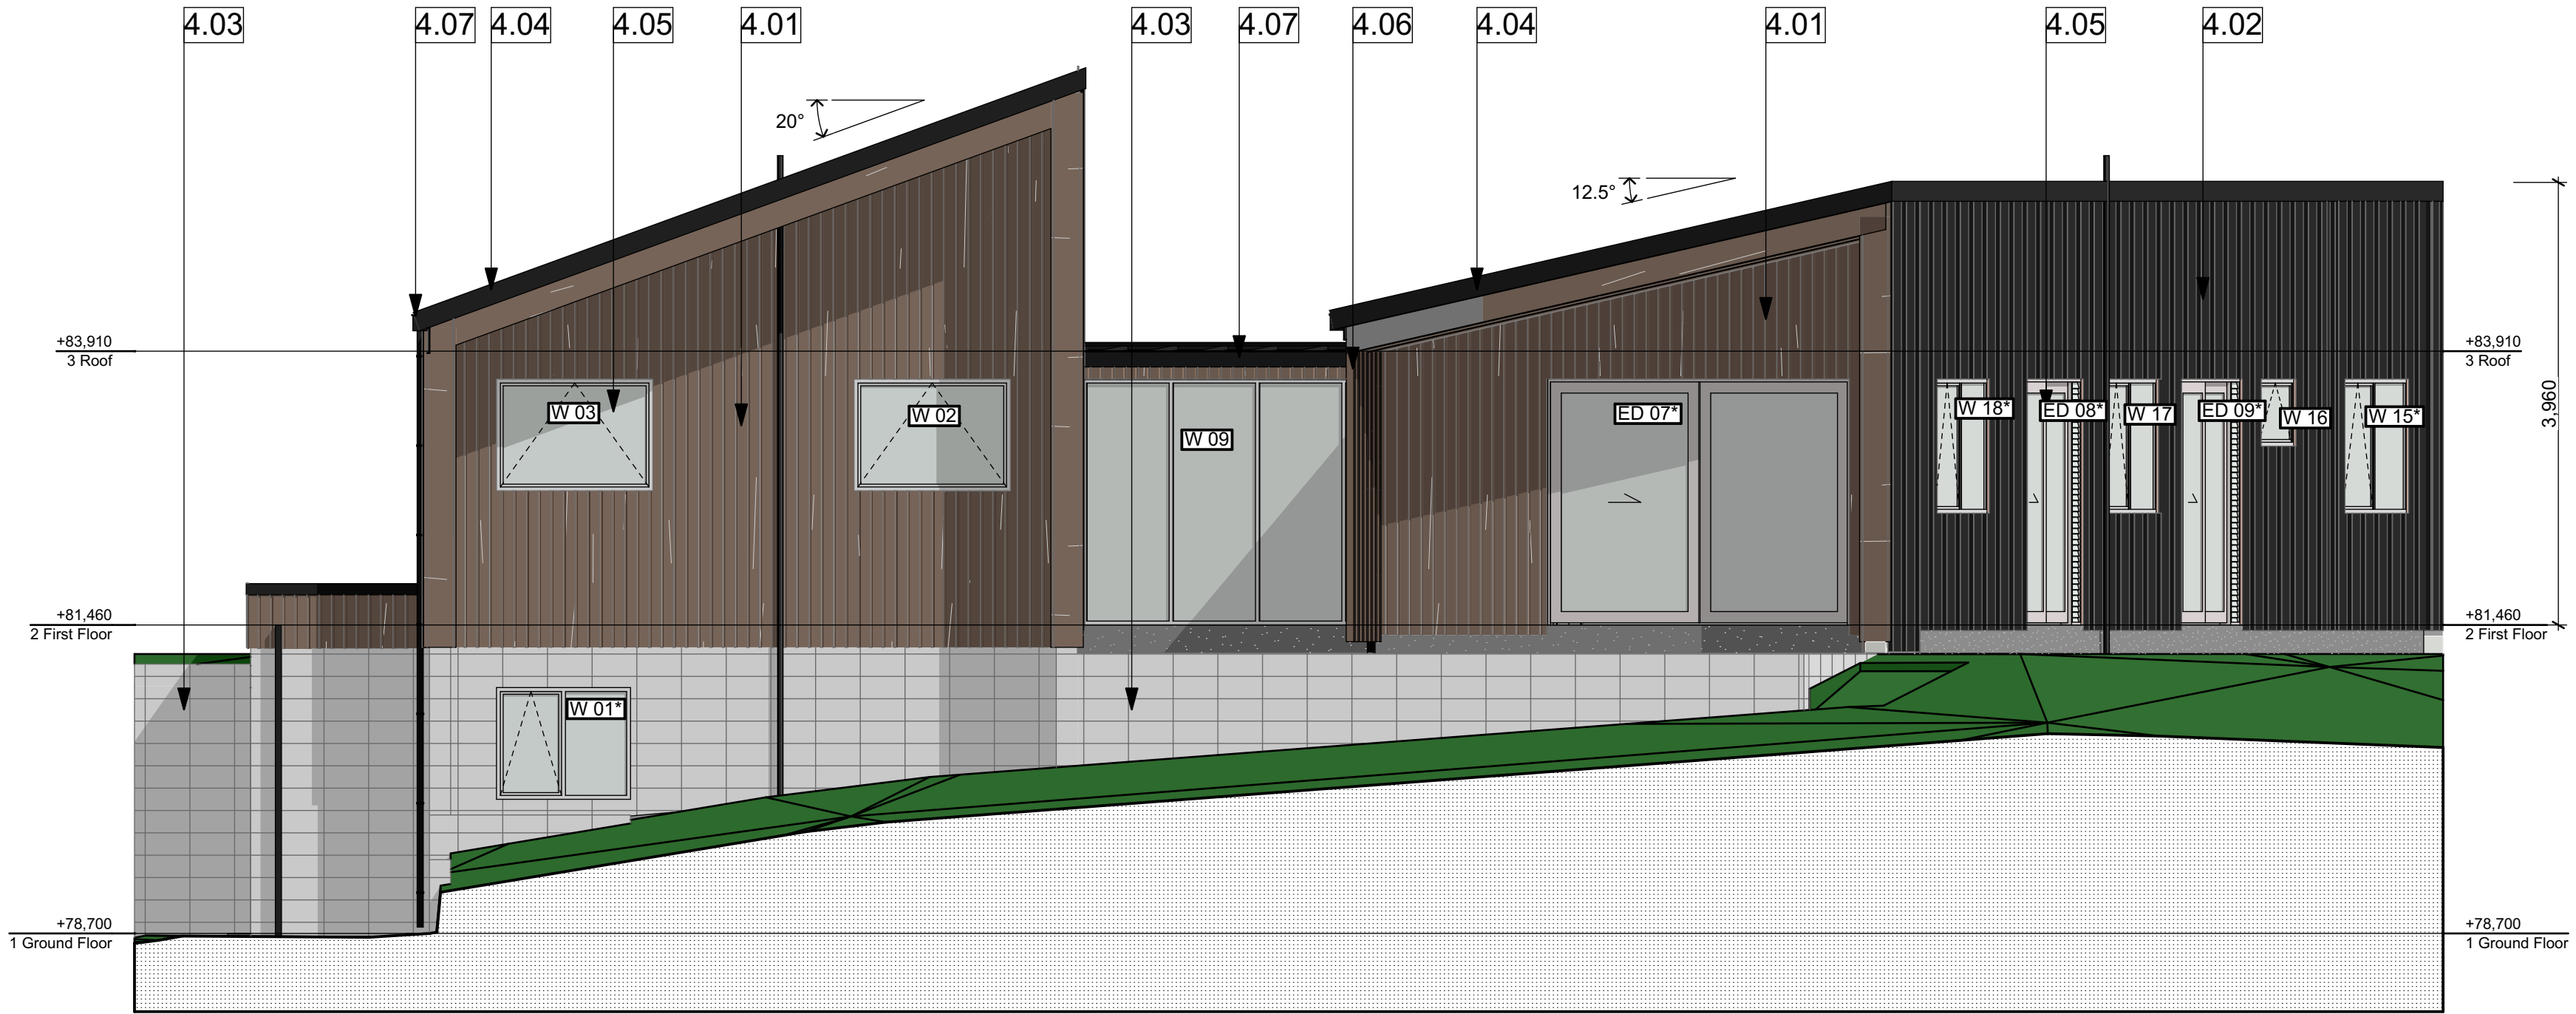 4.03
4.07
4.04
4.05
4.01
4.03
4.07
4.06
4.04
4.01
4.05
4.02
20°
12.5°
+83,910
3 Roof
+83,910
3 Roof
3,960
W 03
W 02
W 09
ED 07*
W 18*
ED 08*
W 17
ED 09*
W 16
W 15*
+81,460
2 First Floor
+81,460
2 First Floor
W 01*
+78,700
1 Ground Floor
+78,700
1 Ground Floor